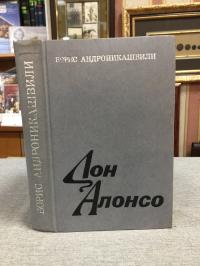 БОРИС АНДРОНИКАШВИЛИ
Дон
Алонсо
БОРИС АНДРОНИКАШВИЛИ